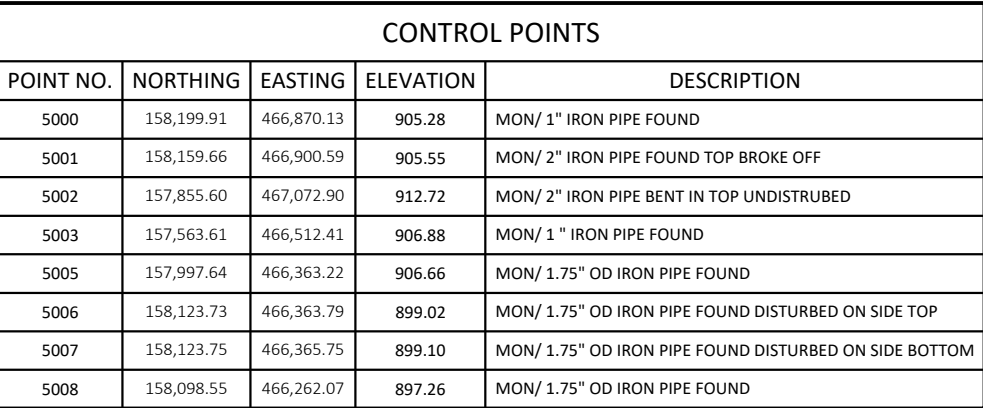 CONTROL POINTS
POINT NO. NORTHING EASTING ELEVATION DESCRIPTION
5000 158,199.91 466,870.13 905.28 MON/ 1" IRON PIPE FOUND
5001 158,159.66 466,900.59 905.55 MON/ 2" IRON PIPE FOUND TOP BROKE OFF
5002 157,855.60 467,072.90 912.72 MON/ 2" IRON PIPE BENT IN TOP UNDISTRUBED
5003 157,563.61 466,512.41 906.88 MON/ 1 " IRON PIPE FOUND
5005 157,997.64 466,363.22 906.66 MON/ 1.75" OD IRON PIPE FOUND
5006 158,123.73 466,363.79 899.02 MON/ 1.75" OD IRON PIPE FOUND DISTURBED ON SIDE TOP
5007 158,123.75 466,365.75 899.10 MON/ 1.75" OD IRON PIPE FOUND DISTURBED ON SIDE BOTTOM
5008 158,098.55 466,262.07 897.26 MON/ 1.75" OD IRON PIPE FOUND